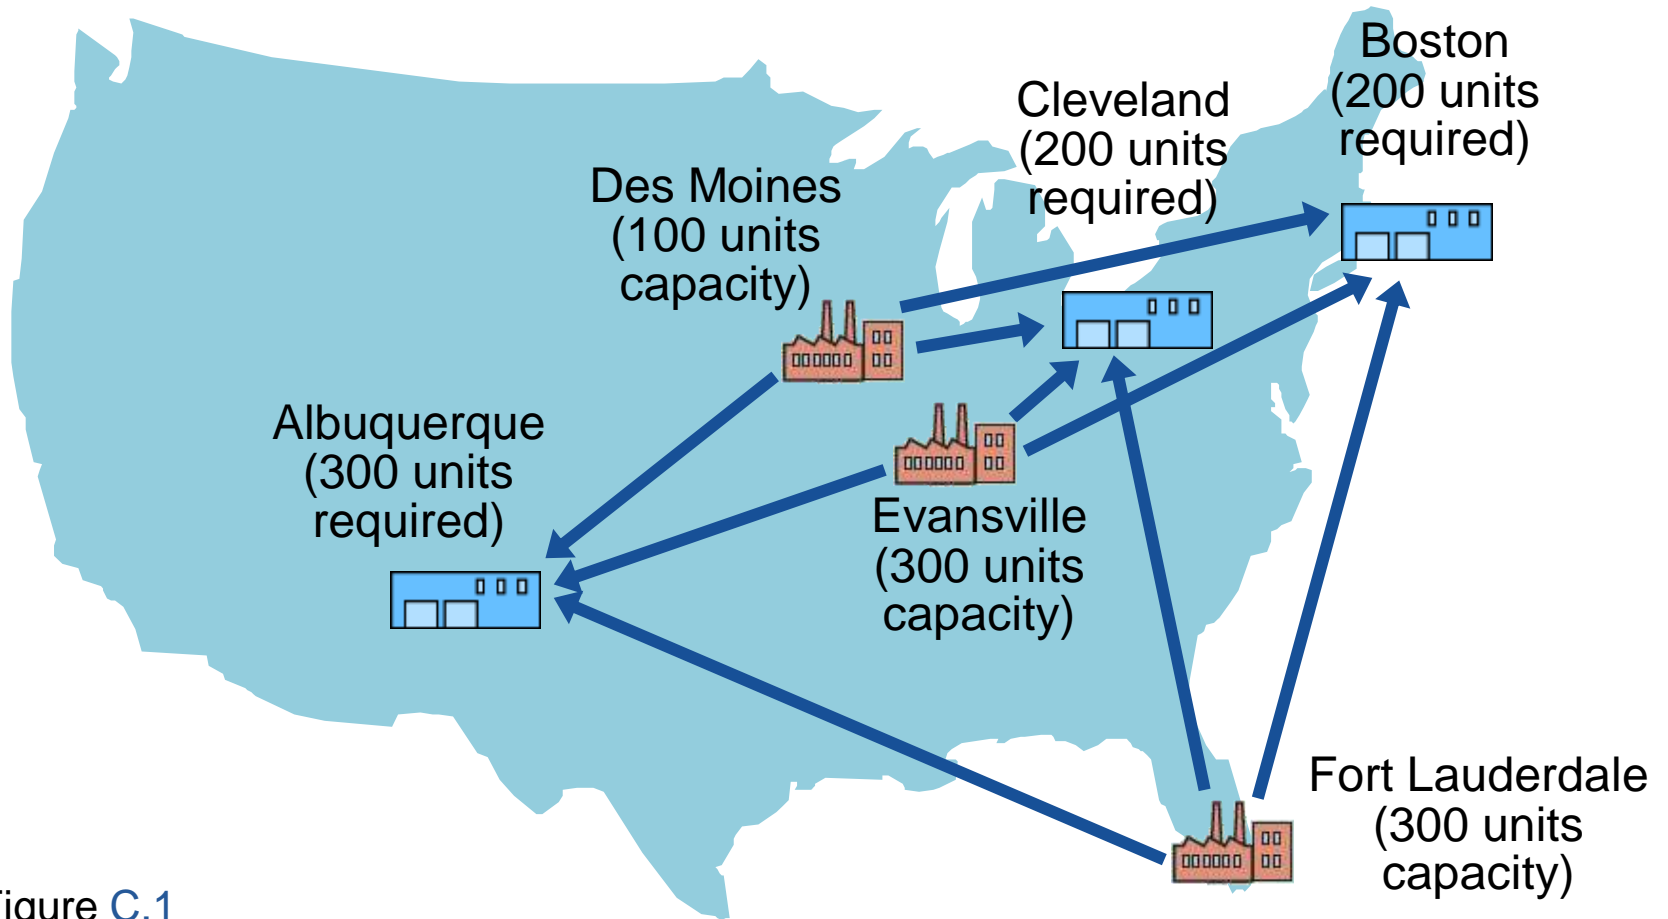 Boston
(200 units
required)
Cleveland
(200 units
required)
Des Moines
(100 units
capacity)
Albuquerque
(300 units
required)
Evansville
(300 units
capacity)
Fort Lauderdale
(300 units
capacity)
Figure C.1